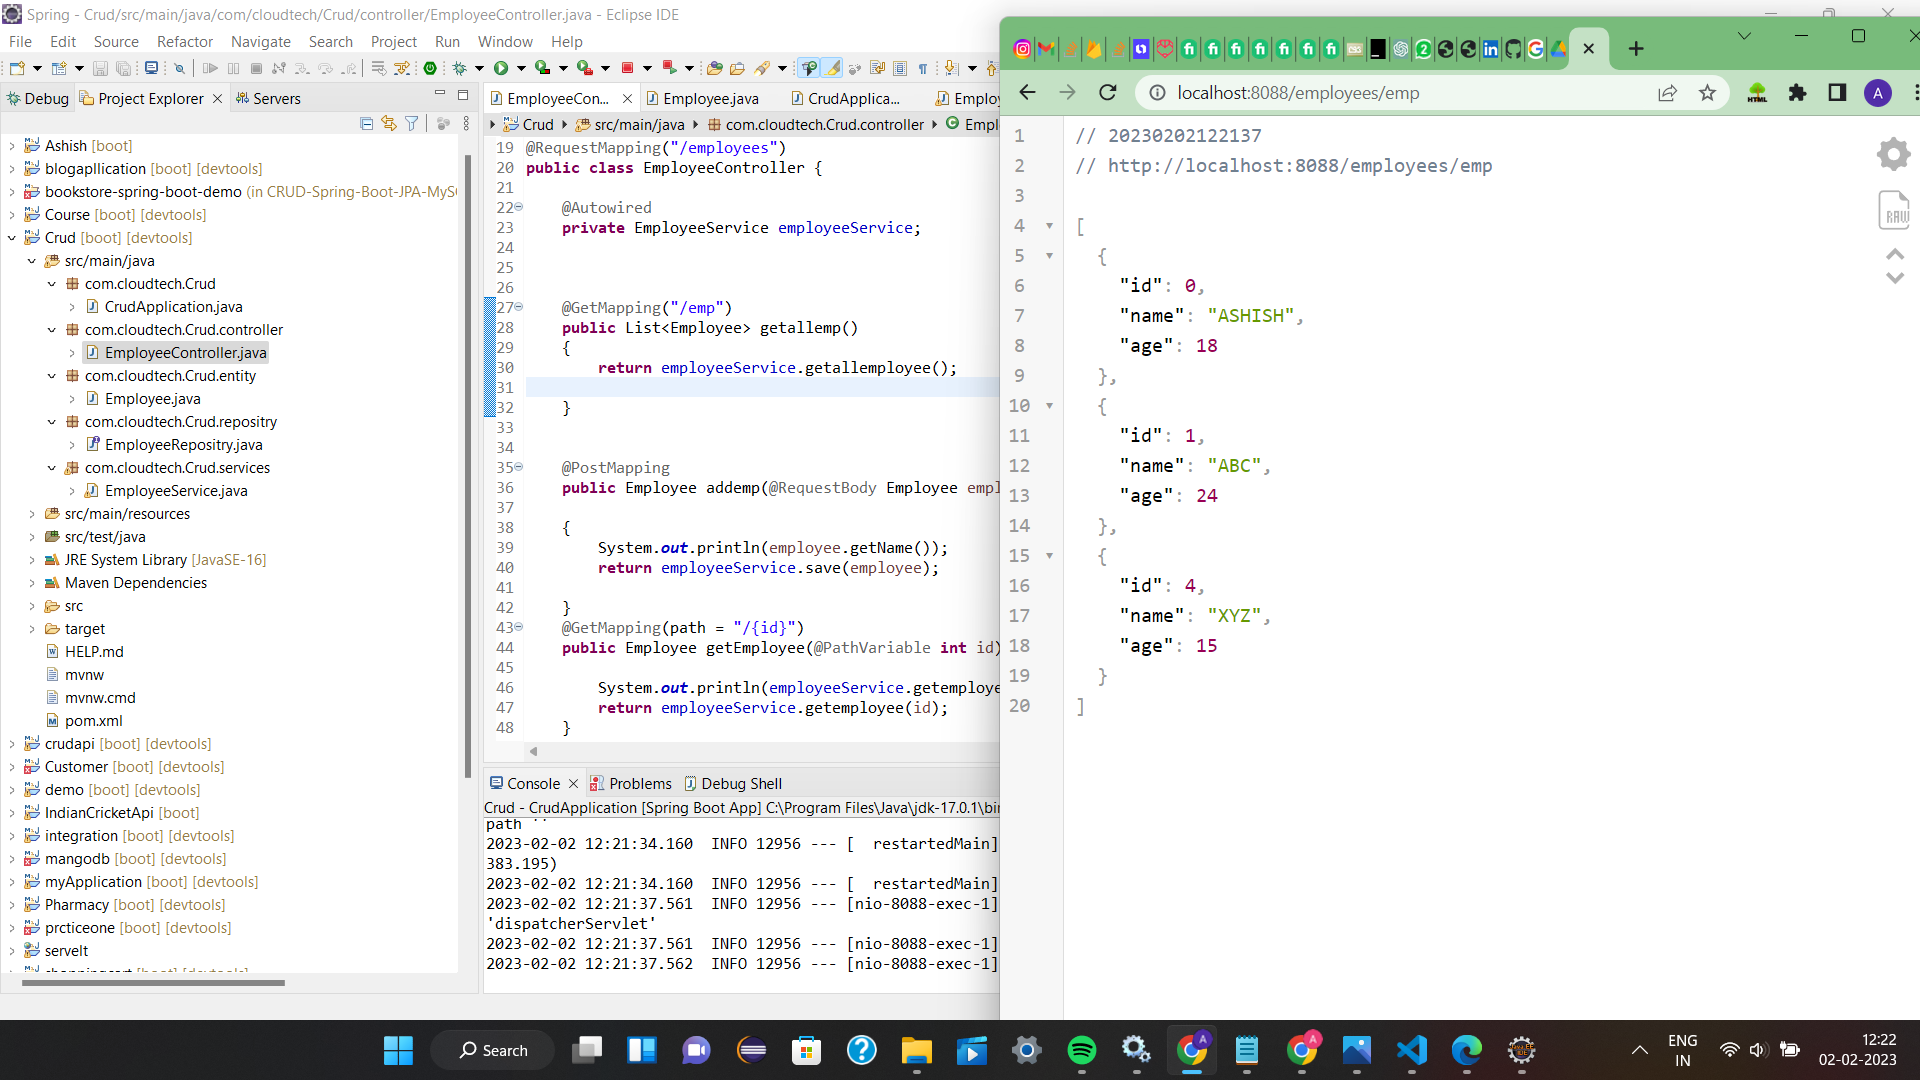 Spring - Crud/src/main/java/com/cloudtech/Crud/controller/EmployeeController.java - Eclipse IDE
File Edit Source Refactor Navigate Search Project Run Window Help
Debug Project Explorer Servers
Ashish [boot]
blogapllication [boot] [devtools]
bookstore-spring-boot-demo (in CRUD-Spring-Boot-JPA-MyS
Course [boot] [devtools]
Crud [boot] [devtools]
src/main/java
com.cloudtech.Crud
CrudApplication.java
com.cloudtech.Crud.controller
EmployeeController.java
com.cloudtech.Crud.entity
Employee.java
com.cloudtech.Crud.repositry
EmployeeRepositry.java
com.cloudtech.Crud.services
EmployeeService.java
src/main/resources
src/test/java
JRE System Library [JavaSE-16]
Maven Dependencies
src
target
HELP.md
mvnw
mvnw.cmd
pom.xml
crudapi [boot] [devtools]
Customer [boot] [devtools]
demo [boot] [devtools]
IndianCricketApi [boot]
integration [boot] [devtools]
mangodb [boot] [devtools]
myApplication [boot] [devtools]
Pharmacy [boot] [devtools]
prcticeone [boot] [devtools]
servelt
EmployeeCon... Employee.java CrudApplica... Employ
Crud src/main/java com.cloudtech.Crud.controller Empl
19 @RequestMapping("/employees")
20 public class EmployeeController {
21
22 @Autowired
23 private EmployeeService employeeService;
24
25
26
27 @GetMapping("/emp")
28 public List<Employee> getallemp()
29 {
30 return employeeService.getallemployee();
31
32 }
33
34
35 @PostMapping
36 public Employee addemp(@RequestBody Employee empl
37
38 {
39 System.out.println(employee.getName());
40 return employeeService.save(employee);
41
42 }
43 @GetMapping(path = "/{id}")
44 public Employee getEmployee(@PathVariable int id)
45
46 System.out.println(employeeService.getemploye
47 return employeeService.getemployee(id);
48 }
Console Problems Debug Shell
Crud - CrudApplication [Spring Boot App] C:\Program Files\Java\jdk-17.0.1\bin
path ''
2023-02-02 12:21:34.160 INFO 12956 --- [ restartedMain]
383.195)
2023-02-02 12:21:34.160 INFO 12956 --- [ restartedMain]
2023-02-02 12:21:37.561 INFO 12956 --- [nio-8088-exec-1]
'dispatcherServlet'
2023-02-02 12:21:37.561 INFO 12956 --- [nio-8088-exec-1]
2023-02-02 12:21:37.562 INFO 12956 --- [nio-8088-exec-1]
localhost:8088/employees/emp
HTML
A
1 // 20230202122137
2 // http://localhost:8088/employees/emp
3
4 [
5 {
6 "id": 0,
7 "name": "ASHISH",
8 "age": 18
9 },
10 {
11 "id": 1,
12 "name": "ABC",
13 "age": 24
14 },
15 {
16 "id": 4,
17 "name": "XYZ",
18 "age": 15
19 }
20 ]
RAW
Search
ENG
IN
12:22
02-02-2023